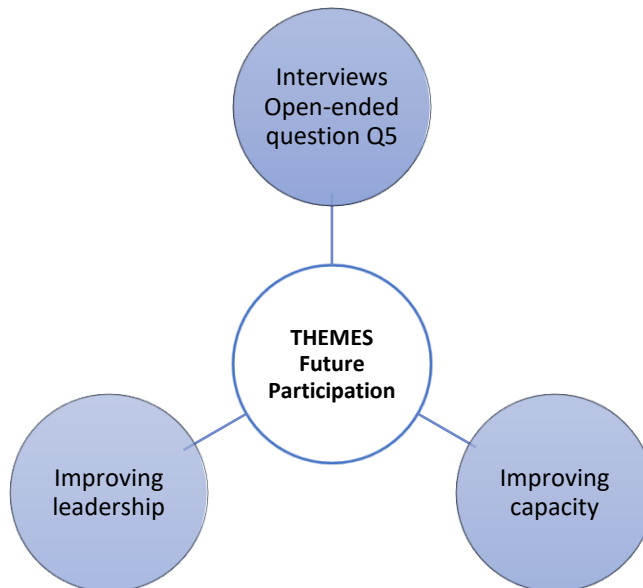 Interviews
Open-ended
question Q5
THEMES
Future
Participation
Improving
leadership
Improving
capacity